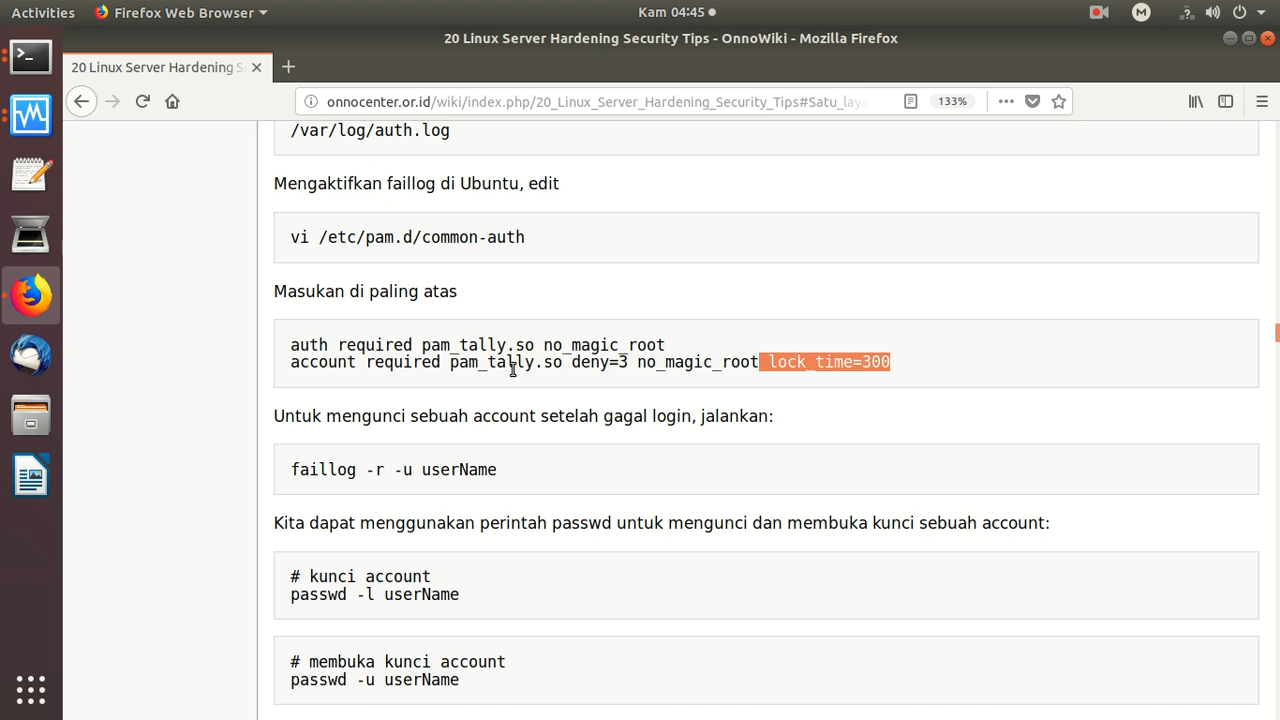 Activities
Firefox Web Browser
Kam 04:45
20 Linux Server Hardening Security Tips - OnnoWiki - Mozilla Firefox
20 Linux Server Hardening S
onnocenter.or.id/wiki/index.php/20_Linux_Server_Hardening_Security_Tips#Satu_laya
133%
/var/log/auth.log
Mengaktifkan faillog di Ubuntu, edit
vi /etc/pam.d/common-auth
Masukan di paling atas
auth required pam_tally.so no_magic_root
account required pam_tally.so deny=3 no_magic_root lock_time=300
Untuk mengunci sebuah account setelah gagal login, jalankan:
faillog -r -u userName
Kita dapat menggunakan perintah passwd untuk mengunci dan membuka kunci sebuah account:
# kunci account
passwd -l userName
# membuka kunci account
passwd -u userName